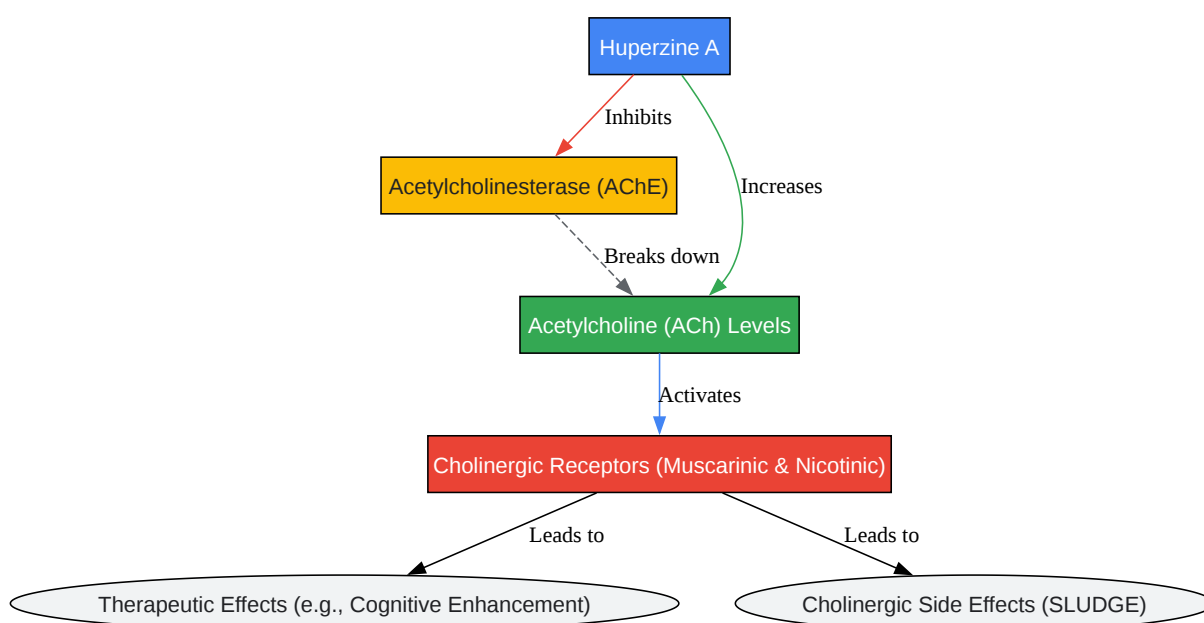 Huperzine A
Inhibits
Acetylcholinesterase (AChE)
Increases
Breaks down
Acetylcholine (ACh) Levels
Activates
Cholinergic Receptors (Muscarinic & Nicotinic)
Leads to
Leads to
Therapeutic Effects (e.g., Cognitive Enhancement)
Cholinergic Side Effects (SLUDGE)